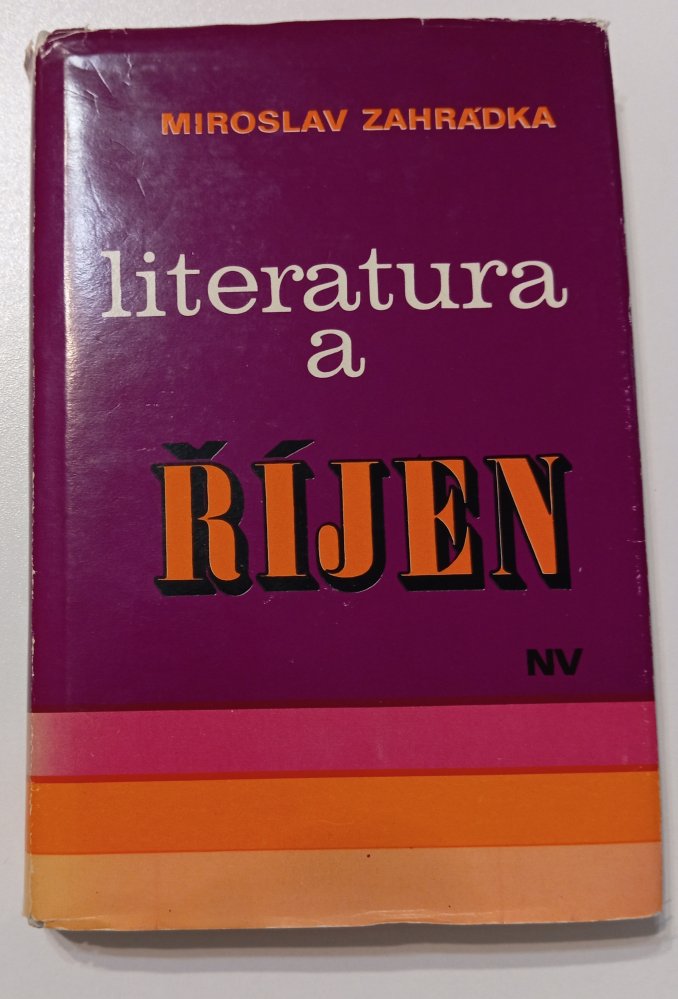 MIROSLAV ZAHRÁDKA
literatura
a
ŘÍJEN
NV